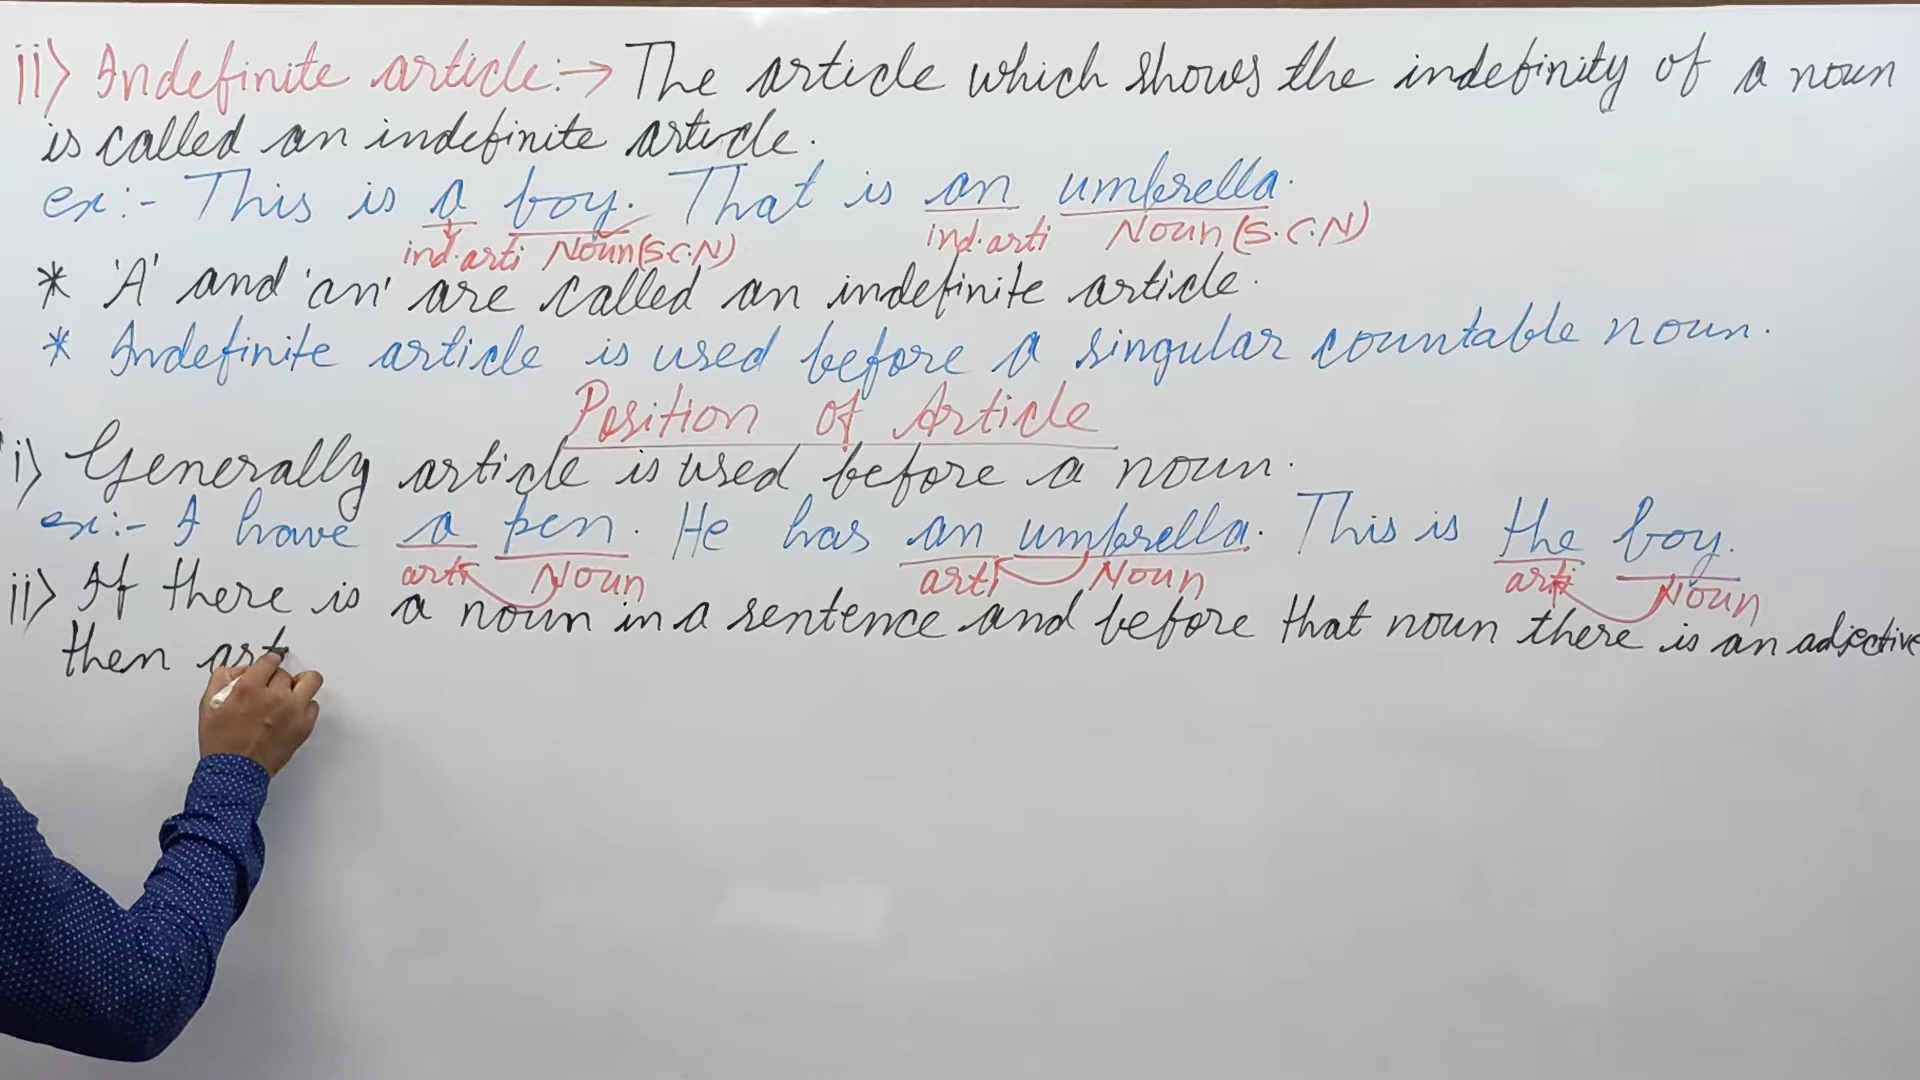 ii) Indefinite article:→ The article which shows the indefinity of a noun
is called an indefinite article.
ex:- This is a boy. That is an umbrella.
ind.arti Noun(S.C.N) ind.arti Noun(S.C.N)
* 'A' and 'an' are called an indefinite article.
* Indefinite article is used before a singular countable noun.
Position of Article
i) Generally article is used before a noun.
ex:- I have a pen. He has an umbrella. This is the boy.
arti Noun arti Noun arti Noun
ii) If there is a noun in a sentence and before that noun there is an adjective
then art